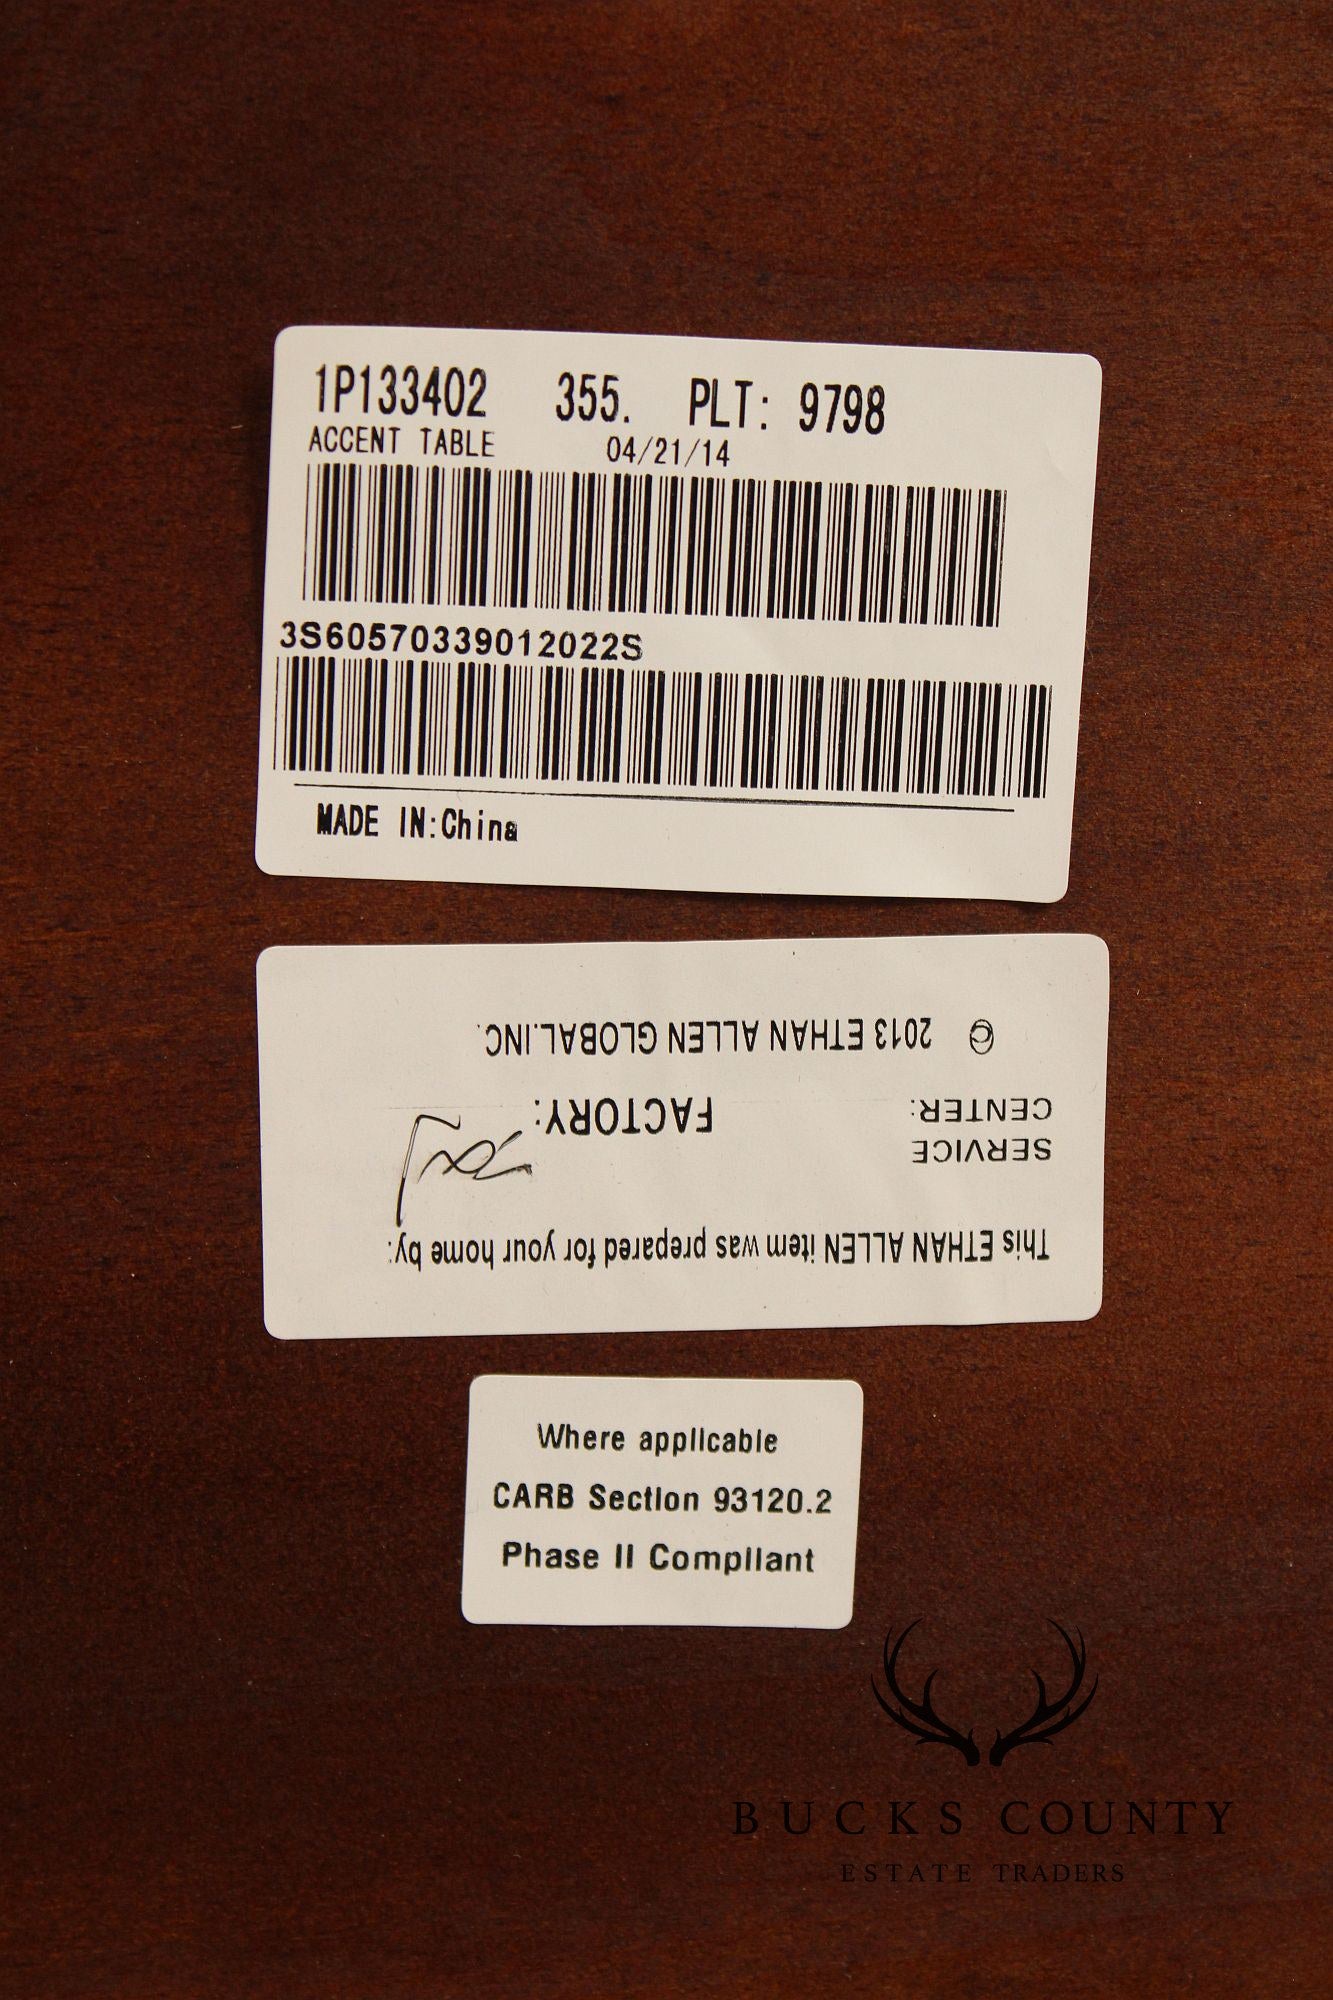 1P133402 355. PLT: 9798
ACCENT TABLE 04/21/14
3S60570339012022S
MADE IN:China
This ETHAN ALLEN item was prepared for your home by:
SERVICE
CENTER:
FACTORY:
© 2013 ETHAN ALLEN GLOBAL.INC.
Where applicable
CARB Section 93120.2
Phase II Compliant
BUCKS COUNTY
ESTATE TRADERS